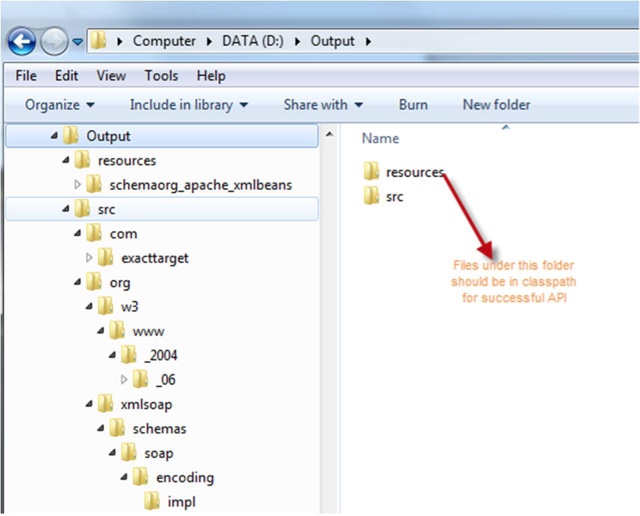 Computer DATA (D:) Output
File Edit View Tools Help
Organize Include in library Share with Burn New folder
Output
resources
schemaorg_apache_xmlbeans
src
com
exacttarget
org
w3
www
_2004
_06
xmlsoap
schemas
soap
encoding
impl
Name
resources
src
Files under this folder
should be in classpath
for successful API